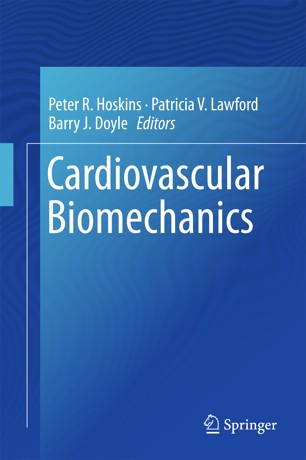 Peter R. Hoskins · Patricia V. Lawford
Barry J. Doyle Editors
Cardiovascular
Biomechanics
Springer